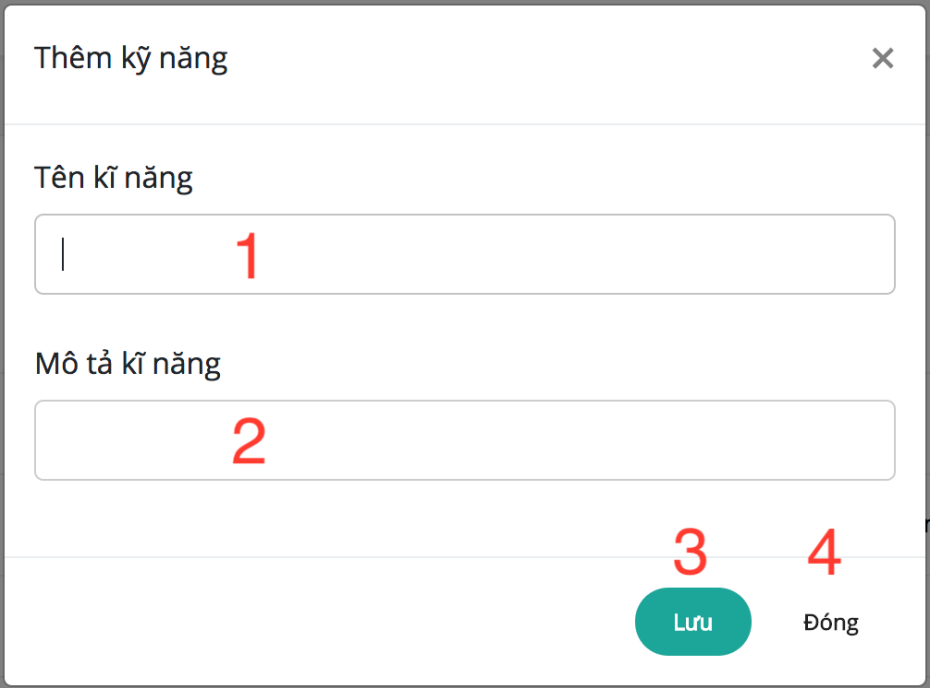 Thêm kỹ năng ×
Tên kĩ năng
1
Mô tả kĩ năng
2
3 4
Lưu Đóng